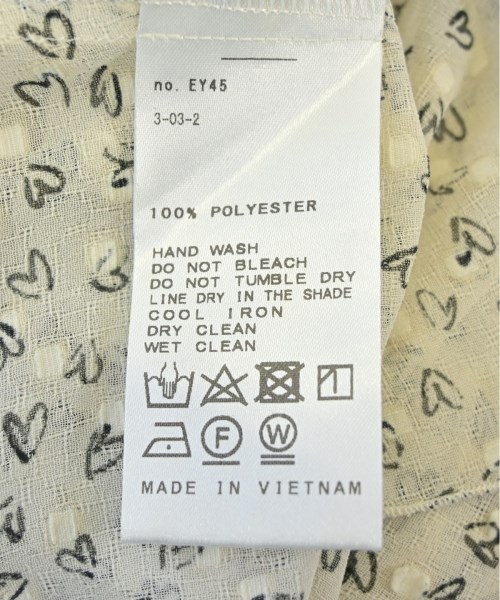 no. EY45
3-03-2
100% POLYESTER
HAND WASH
DO NOT BLEACH
DO NOT TUMBLE DRY
LINE DRY IN THE SHADE
COOL IRON
DRY CLEAN
WET CLEAN
F W
MADE IN VIETNAM